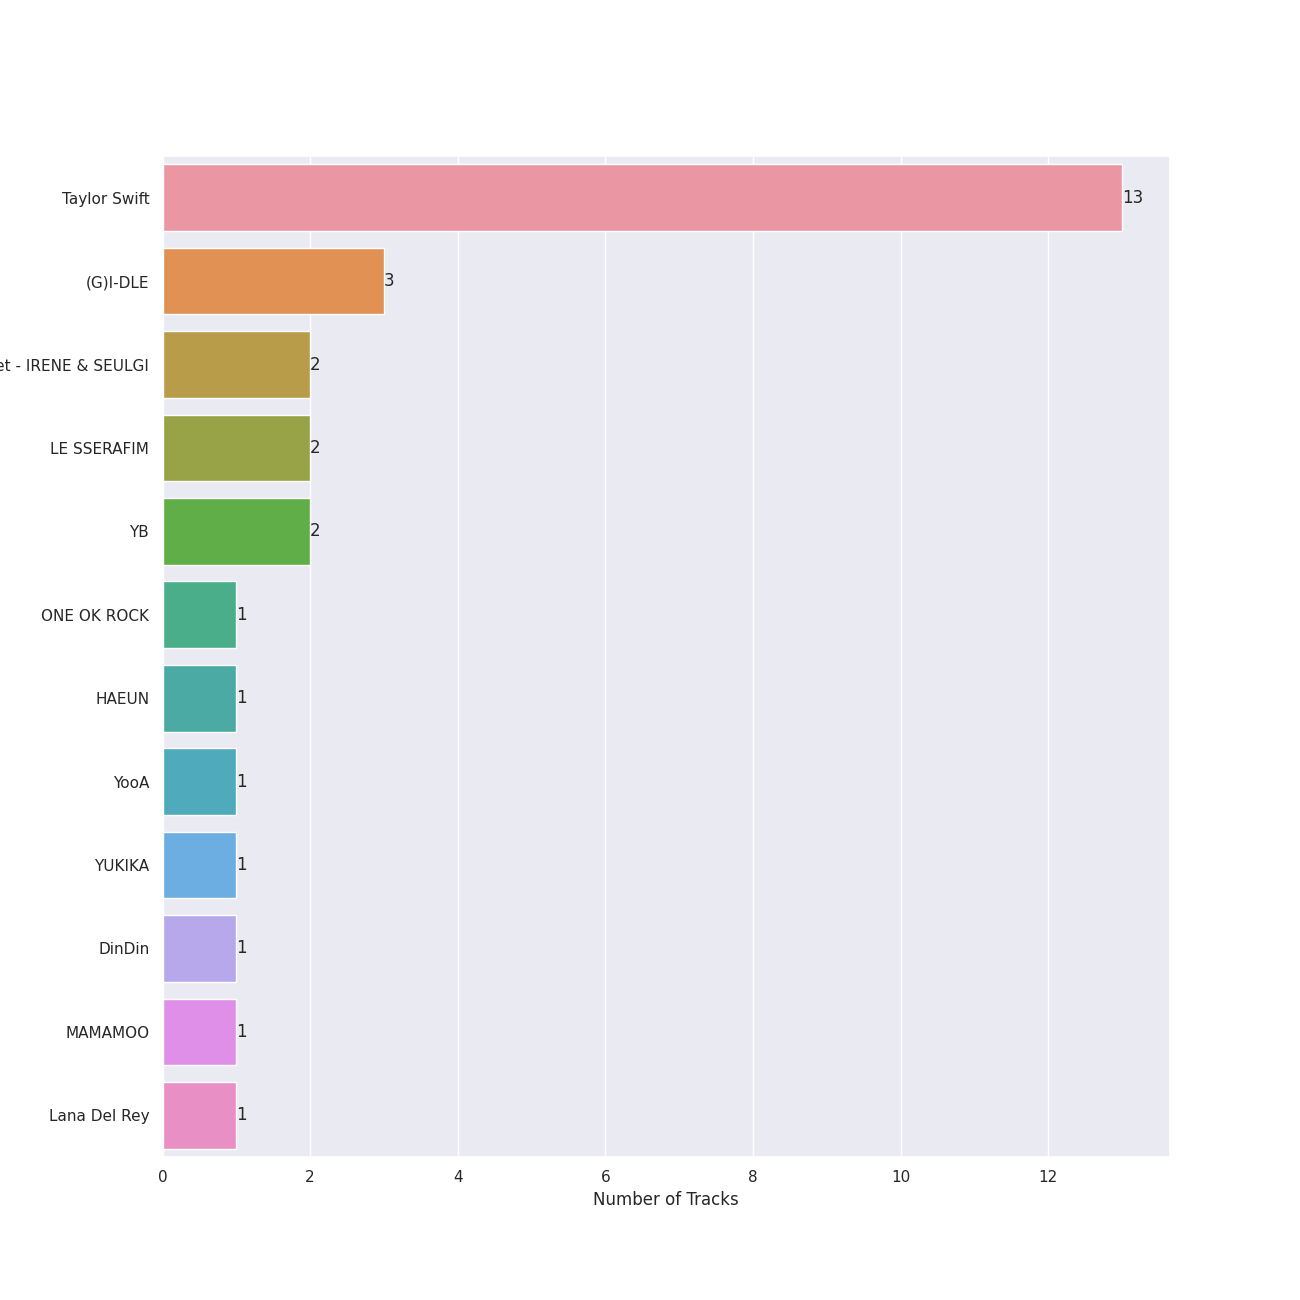 Taylor Swift 13
(G)I-DLE 3
et - IRENE & SEULGI 2
LE SSERAFIM 2
YB 2
ONE OK ROCK 1
HAEUN 1
YooA 1
YUKIKA 1
DinDin 1
MAMAMOO 1
Lana Del Rey 1
0 2 4 6 8 10 12
Number of Tracks